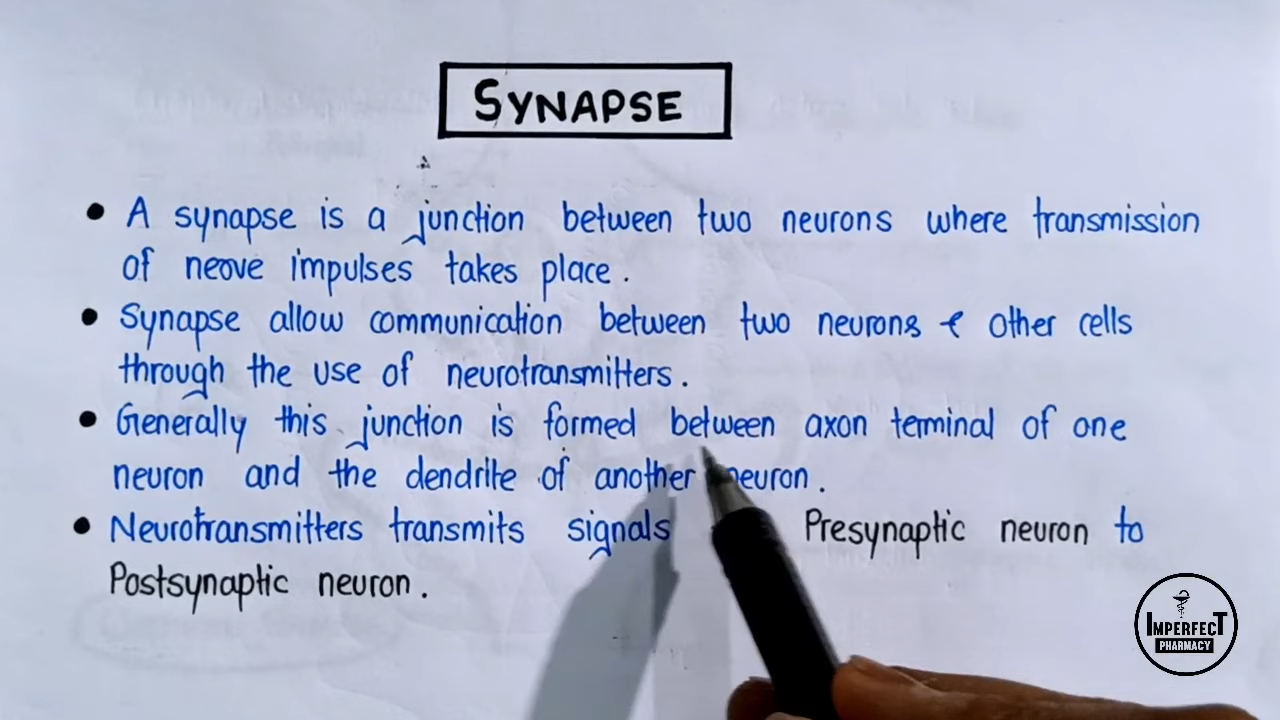 SYNAPSE
• A synapse is a junction between two neurons where transmission
of nerve impulses takes place.
• Synapse allow communication between two neurons & other cells
through the use of neurotransmitters.
• Generally this junction is formed between axon terminal of one
neuron and the dendrite of another neuron.
• Neurotransmitters transmits signals Presynaptic neuron to
Postsynaptic neuron.
IMPERFECT
PHARMACY